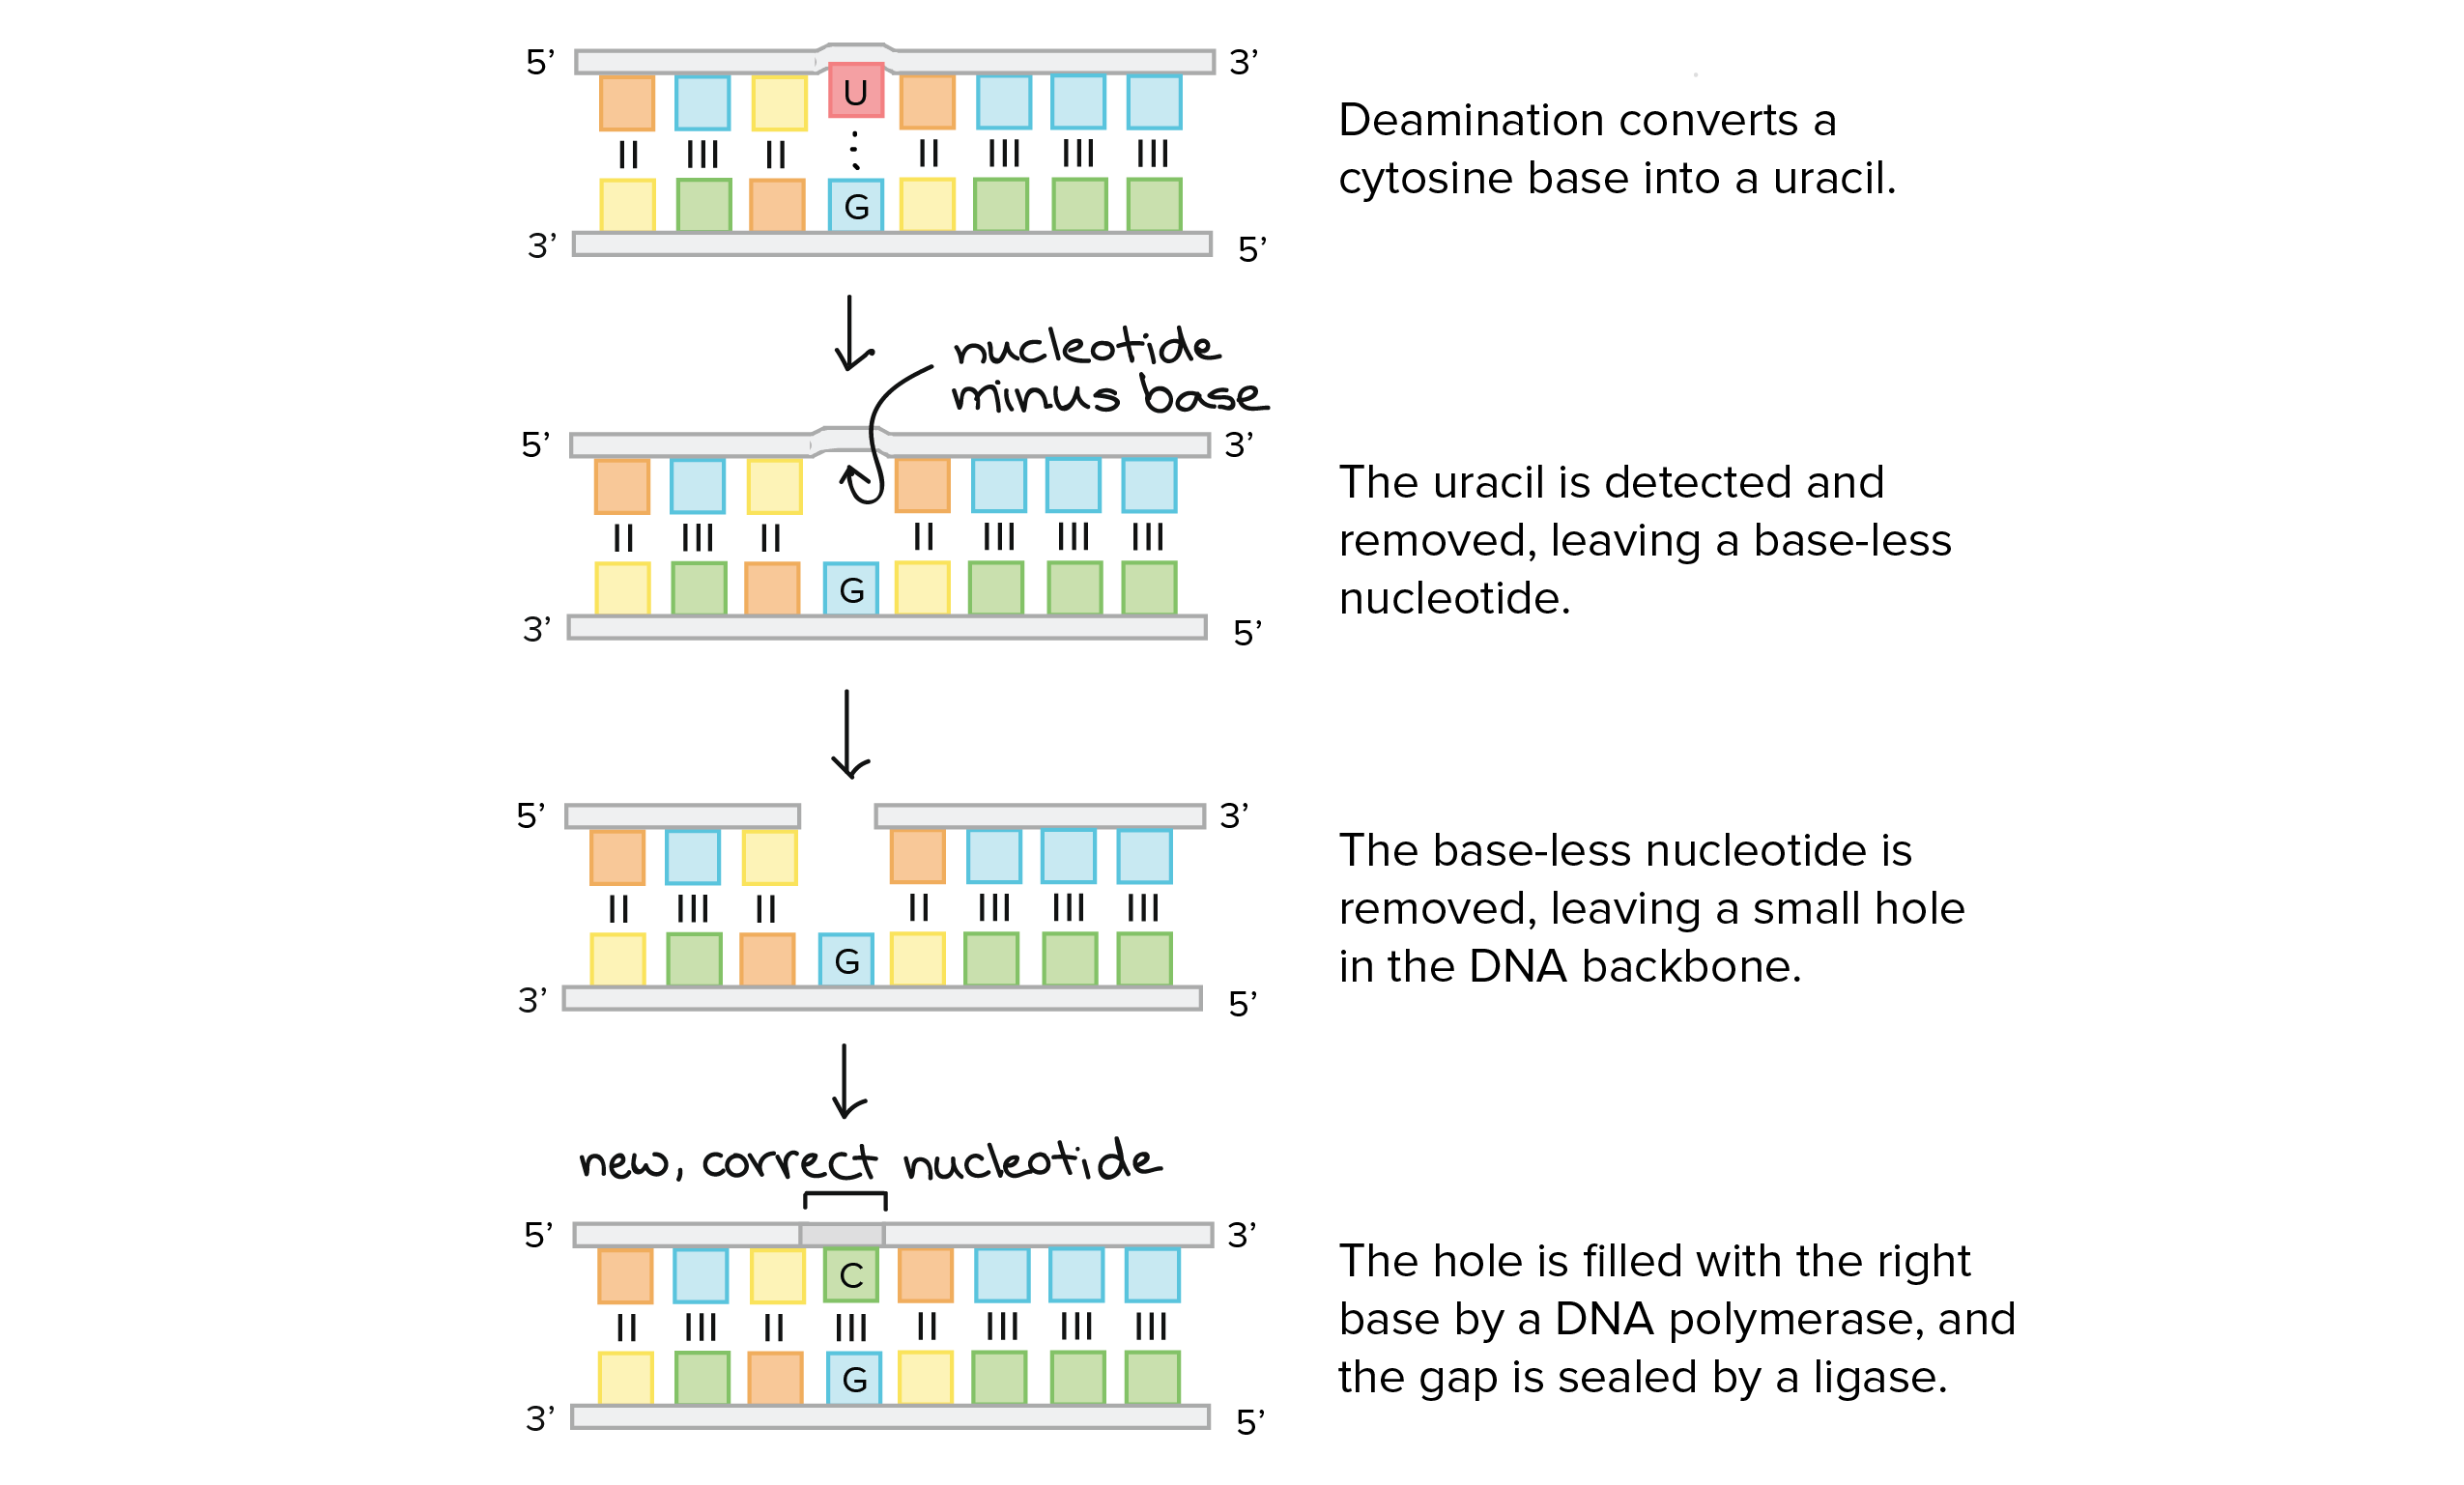 5’
3’
U
G
3’
5’
Deamination converts a
cytosine base into a uracil.
nucleotide
minus base
5’
3’
G
3’
5’
The uracil is detected and
removed, leaving a base-less
nucleotide.
5’
3’
G
3’
5’
The base-less nucleotide is
removed, leaving a small hole
in the DNA backbone.
new, correct nucleotide
5’
3’
C
G
3’
5’
The hole is filled with the right
base by a DNA polymerase, and
the gap is sealed by a ligase.